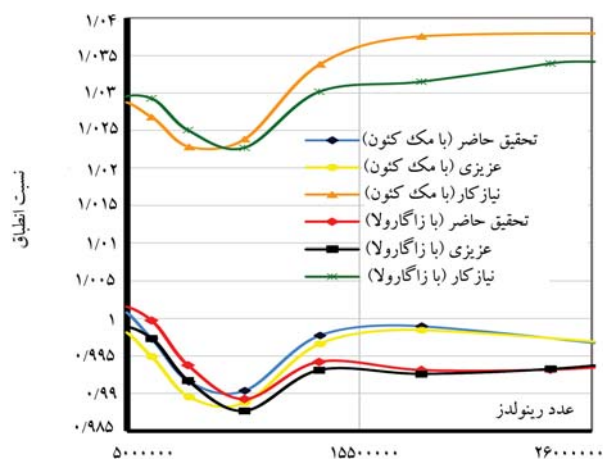 ۱/۰۴
۱/۰۳۵
۱/۰۳
۱/۰۲۵
۱/۰۲
۱/۰۱۵
۱/۰۱
۱/۰۰۵
۱
۰/۹۹۵
۰/۹۹
۰/۹۸۵
نسبت انطباق
تحقیق حاضر (با مک کئون)
عزیزی (با مک کئون)
نیازکار (با مک کئون)
تحقیق حاضر (با زاگارولا)
عزیزی (با زاگارولا)
نیازکار (با زاگارولا)
عدد رینولدز
۵۰۰۰۰۰۰ ۱۵۵۰۰۰۰۰ ۲۶۰۰۰۰۰۰